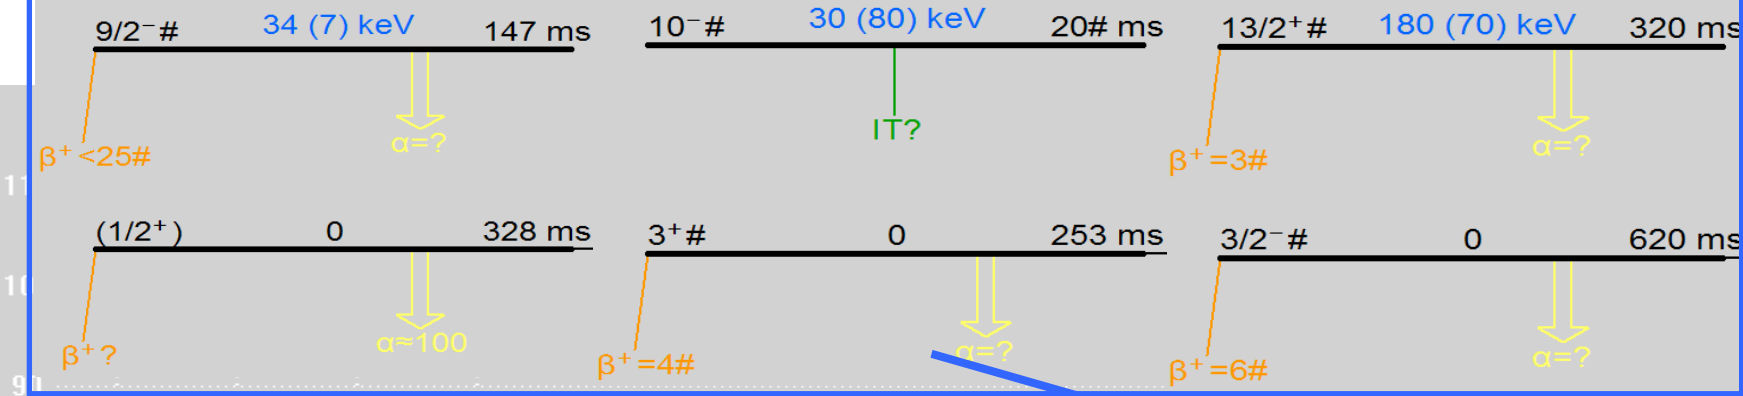 9/2⁻# 34 (7) keV 147 ms
10⁻# 30 (80) keV 20# ms
13/2⁺# 180 (70) keV 320 ms
β⁺<25#
α=?
IT?
β⁺=3#
α=?
11
(1/2⁺) 0 328 ms
3⁺# 0 253 ms
3/2⁻# 0 620 ms
10
β⁺?
α≈100
β⁺=4#
α=?
β⁺=6#
α=?